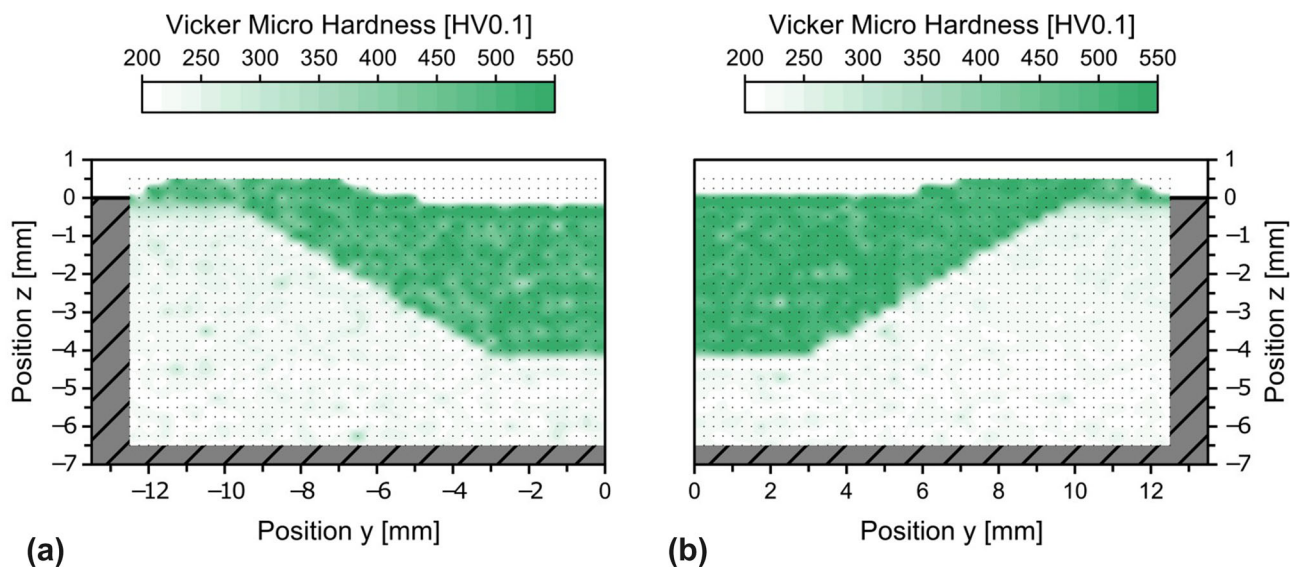 Vicker Micro Hardness [HV0.1]
200 250 300 350 400 450 500 550
1
0
–1
–2
–3
–4
–5
–6
–7
Position z [mm]
–12 –10 –8 –6 –4 –2 0
Position y [mm]
(a)
Vicker Micro Hardness [HV0.1]
200 250 300 350 400 450 500 550
1
0
–1
–2
–3
–4
–5
–6
–7
Position z [mm]
0 2 4 6 8 10 12
Position y [mm]
(b)